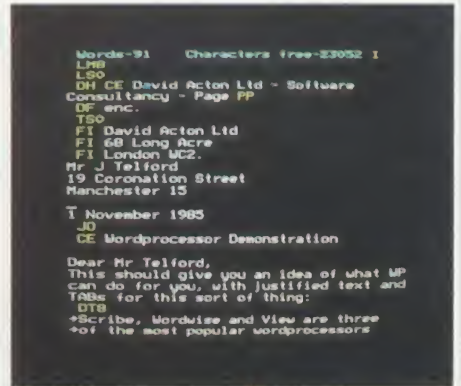 Words-91 Characters free-23052 I
LM8
LS0
DH CE David Acton Ltd - Software
Consultancy - Page PP
DF enc.
TS0
FI David Acton Ltd
FI 68 Long Acre
FI London WC2.
Mr J Telford
19 Coronation Street
Manchester 15
1 November 1985
JO
CE Wordprocessor Demonstration
Dear Mr Telford,
This should give you an idea of what WP
can do for you, with justified text and
TABs for this sort of thing:
DT8
→Scribe, Wordwise and View are three
→of the most popular wordprocessors